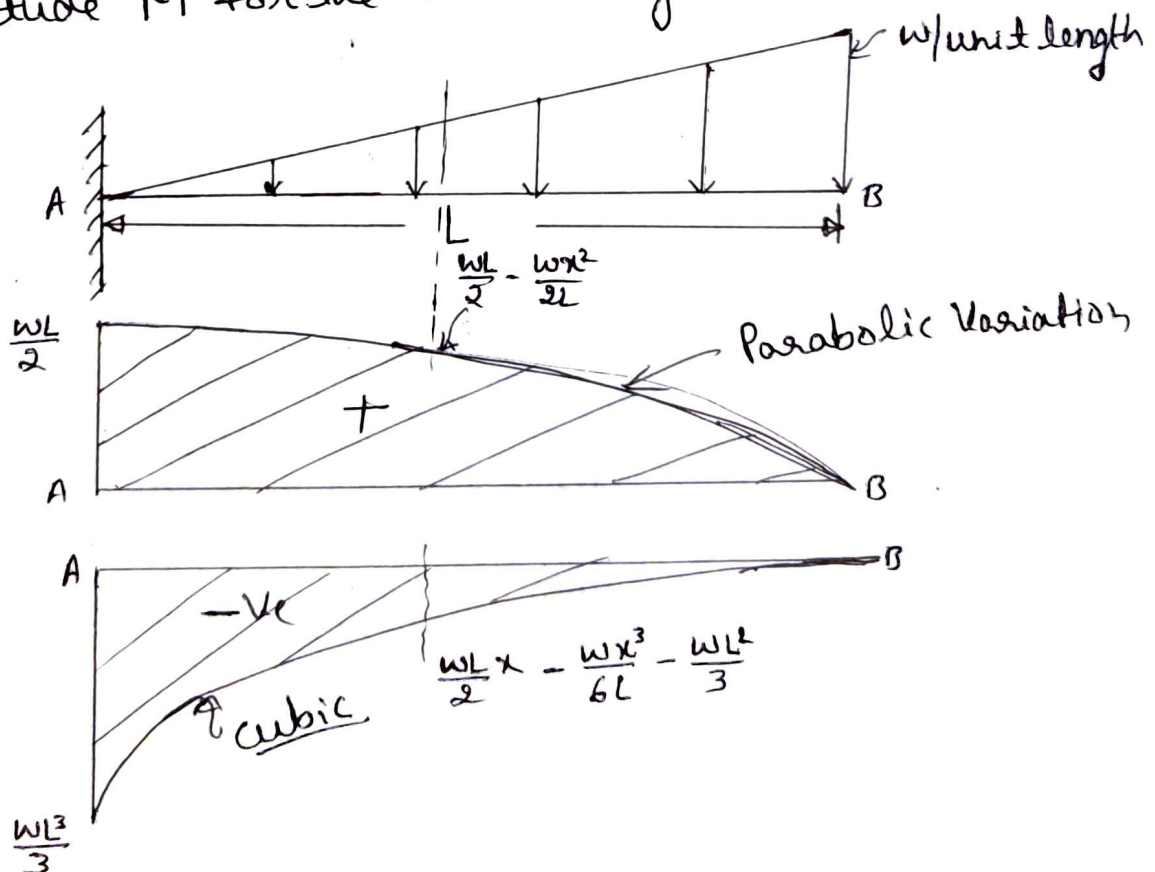 M
w/unit length
A
B
L
WL/2 - Wx²/2L
WL/2
Parabolic Variation
+
A
B
A
B
-Ve
WL/2 x - Wx³/6L - WL²/3
cubic
WL³/3